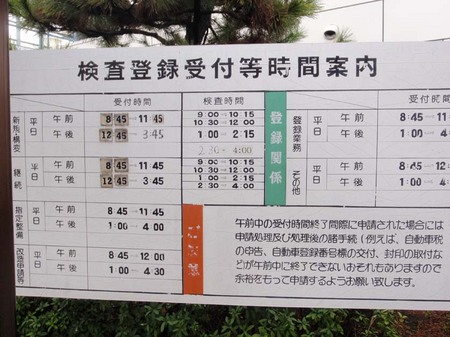 検査登録受付等時間案内
受付時間 検査時間
新規・構変 平日 午前 8 45 → 11 45 9 00 → 10 15
10 30 → 12 00
午後 12 45 → 3 45 1 00 → 2 15
2 30 → 4 00
継続 平日 午前 8 45 → 11 45 9 00 → 10 15
10 30 → 12 00
午後 12 45 → 3 45 1 00 → 2 15
2 30 → 4 00
指定整備 平日 午前 8 45 → 11 45
午後 1 00 → 4 00
改造申請等 平日 午前 8 45 → 12 00
午後 1 00 → 4 30
登録関係
受付時間
登録業務 平日 午前 8 45 → 11
午後 1 00 → 4 00
その他 平日 午前 8 45 → 12
午後 1 00 → 4
午前中の受付時間終了間際に申請された場合には
申請処理及び処理後の諸手続（例えば、自動車税
の申告、自動車登録番号標の交付、封印の取付な
どが午前中に終了できないおそれもありますので
余裕をもって申請するようお願い致します。